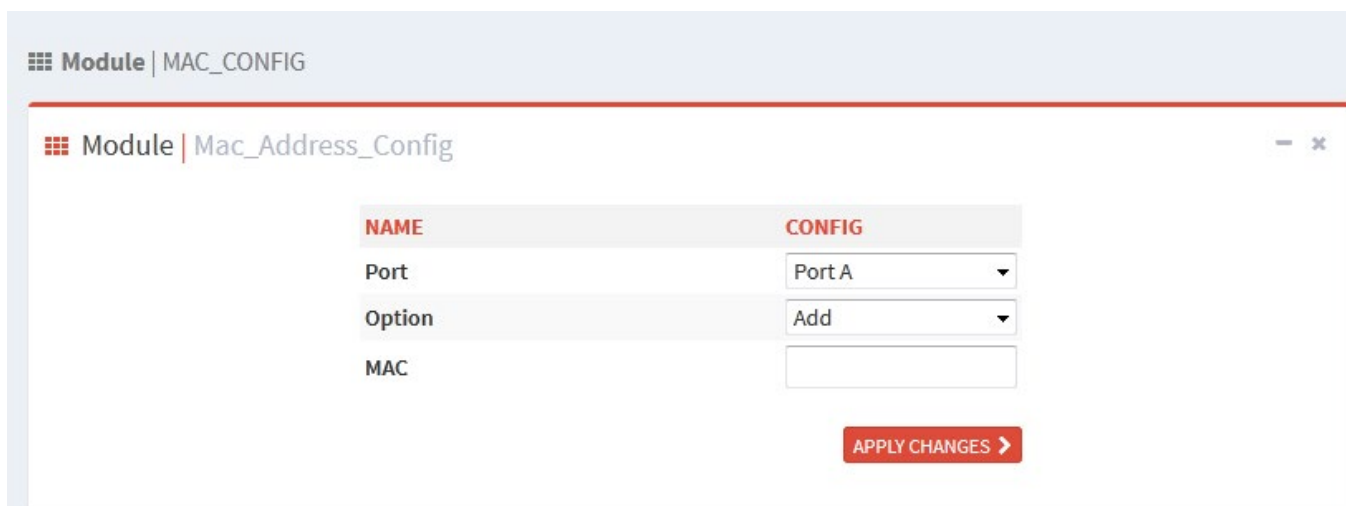 Module | MAC_CONFIG
Module | Mac_Address_Config
NAME CONFIG
Port Port A
Option Add
MAC
APPLY CHANGES